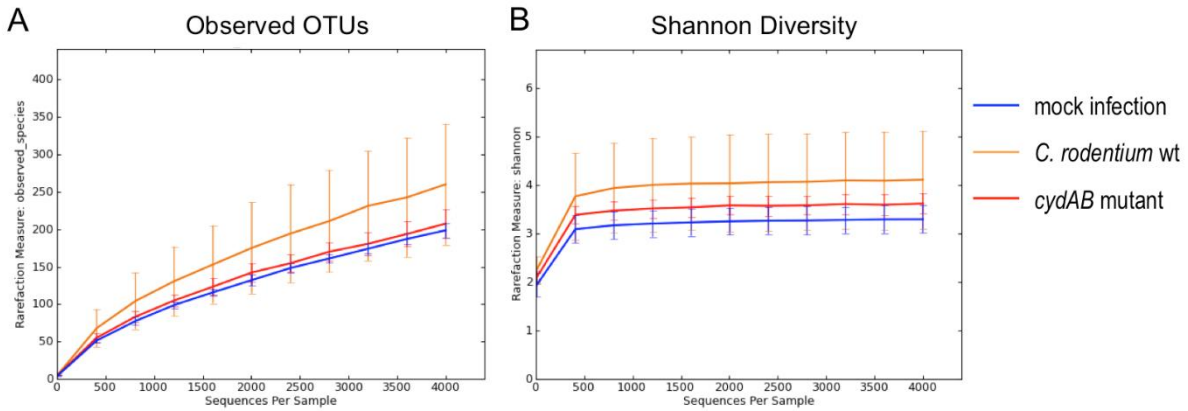 A
Observed OTUs
400
350
300
250
200
150
100
50
0
Rarefaction Measure: observed_species
0 500 1000 1500 2000 2500 3000 3500 4000
Sequences Per Sample
B
Shannon Diversity
6
5
4
3
2
1
0
Rarefaction Measure: shannon
0 500 1000 1500 2000 2500 3000 3500 4000
Sequences Per Sample
mock infection
C. rodentium wt
cydAB mutant